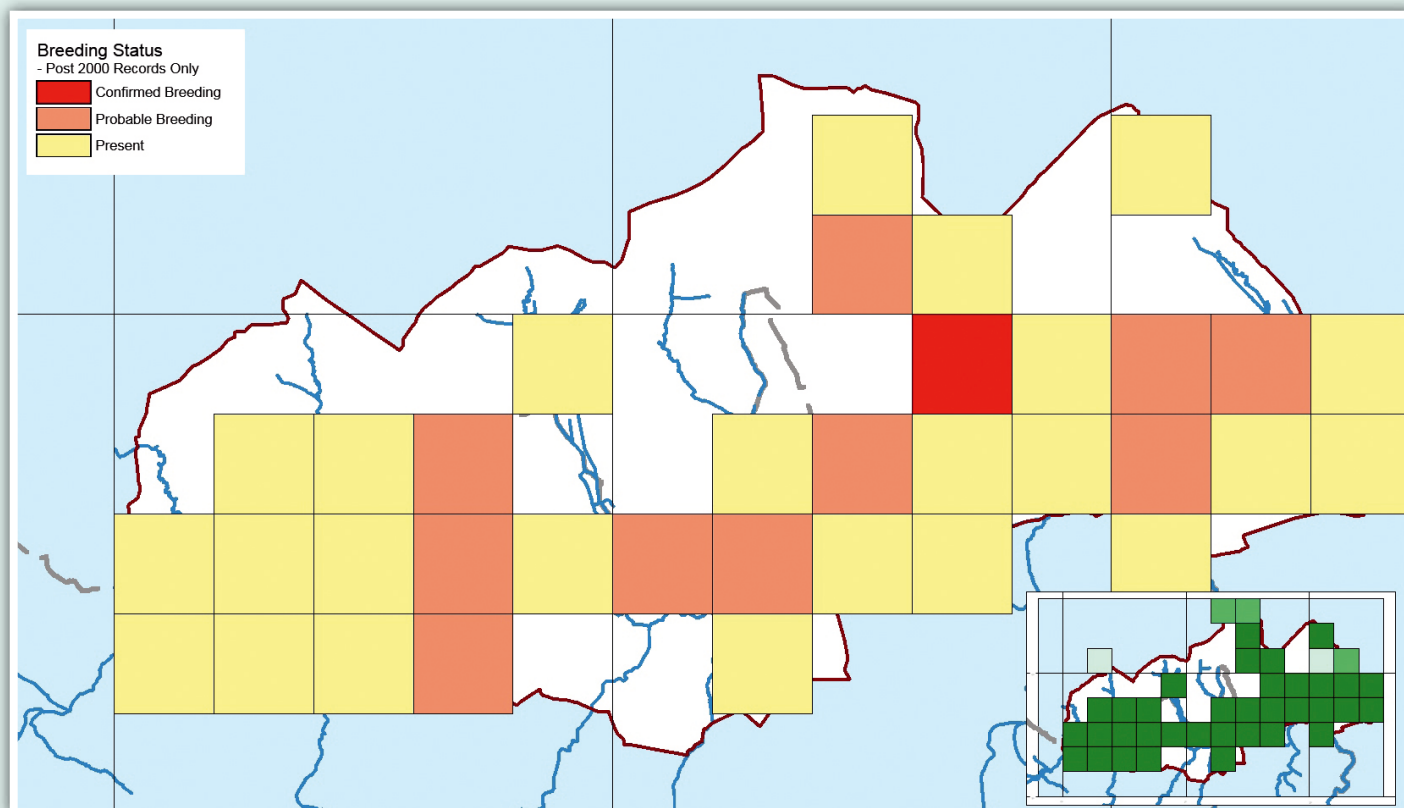 Breeding Status
- Post 2000 Records Only
Confirmed Breeding
Probable Breeding
Present